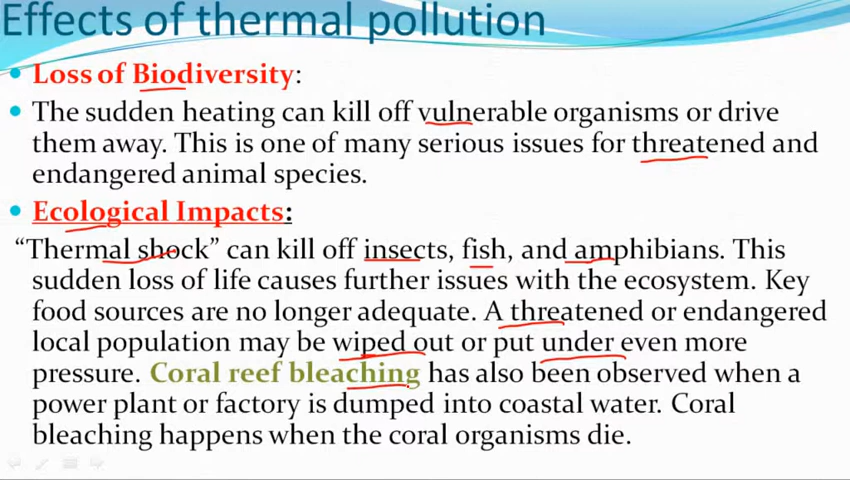 Effects of thermal pollution
• Loss of Biodiversity:
• The sudden heating can kill off vulnerable organisms or drive
them away. This is one of many serious issues for threatened and
endangered animal species.
• Ecological Impacts:
“Thermal shock” can kill off insects, fish, and amphibians. This
sudden loss of life causes further issues with the ecosystem. Key
food sources are no longer adequate. A threatened or endangered
local population may be wiped out or put under even more
pressure. Coral reef bleaching has also been observed when a
power plant or factory is dumped into coastal water. Coral
bleaching happens when the coral organisms die.